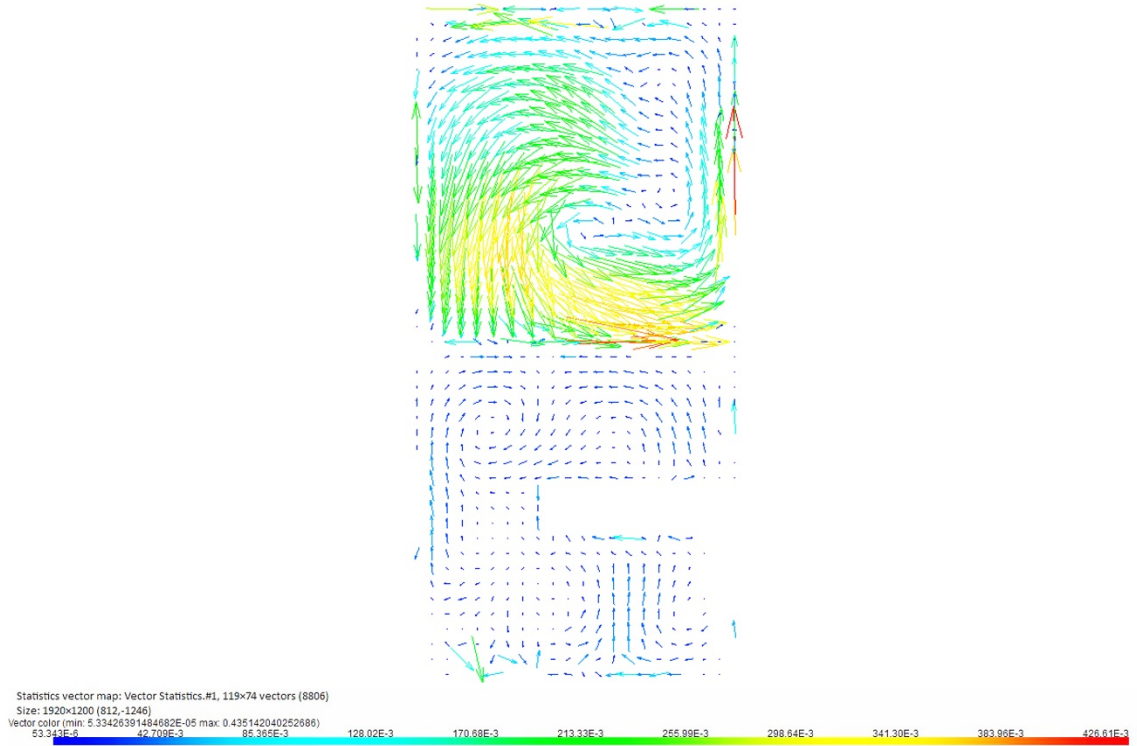 Statistics vector map: Vector Statistics.#1, 119×74 vectors (8806)
Size: 1920×1200 (812,-1246)
Vector color (min: 5.33426391484682E-05 max: 0.435142040252686)
53.343E-6 42.709E-3 85.365E-3 128.02E-3 170.68E-3 213.33E-3 255.99E-3 298.64E-3 341.30E-3 383.96E-3 426.61E-3